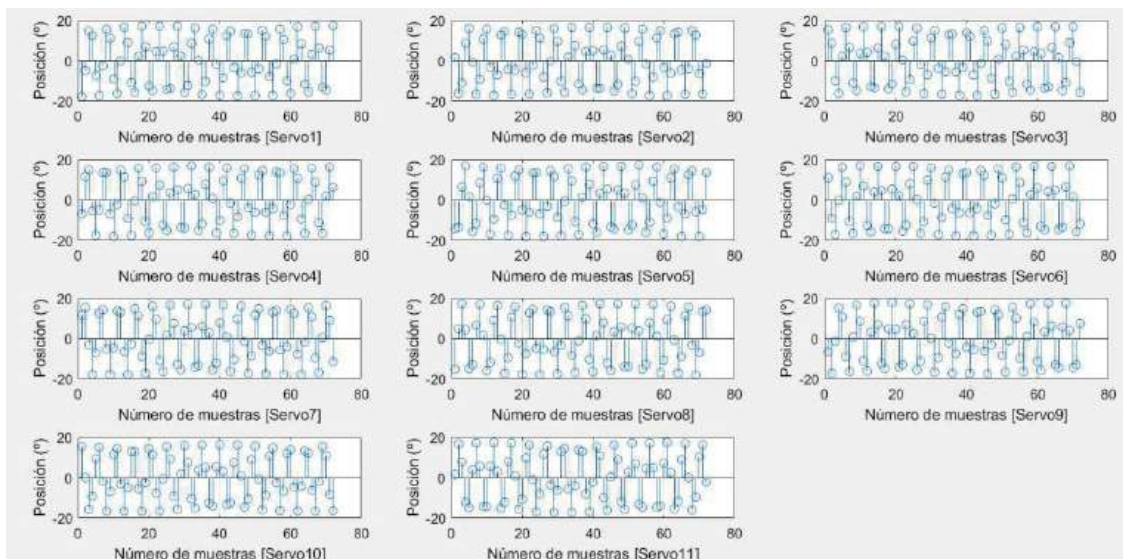 Posición (º)
20
0
-20
0 20 40 60 80
Número de muestras [Servo1]
Posición (º)
20
0
-20
0 20 40 60 80
Número de muestras [Servo2]
Posición (º)
20
0
-20
0 20 40 60 80
Número de muestras [Servo3]
Posición (º)
20
0
-20
0 20 40 60 80
Número de muestras [Servo4]
Posición (º)
20
0
-20
0 20 40 60 80
Número de muestras [Servo5]
Posición (º)
20
0
-20
0 20 40 60 80
Número de muestras [Servo6]
Posición (º)
20
0
-20
0 20 40 60 80
Número de muestras [Servo7]
Posición (º)
20
0
-20
0 20 40 60 80
Número de muestras [Servo8]
Posición (º)
20
0
-20
0 20 40 60 80
Número de muestras [Servo9]
Posición (º)
20
0
-20
0 20 40 60 80
Número de muestras [Servo10]
Posición (º)
20
0
-20
0 20 40 60 80
Número de muestras [Servo11]